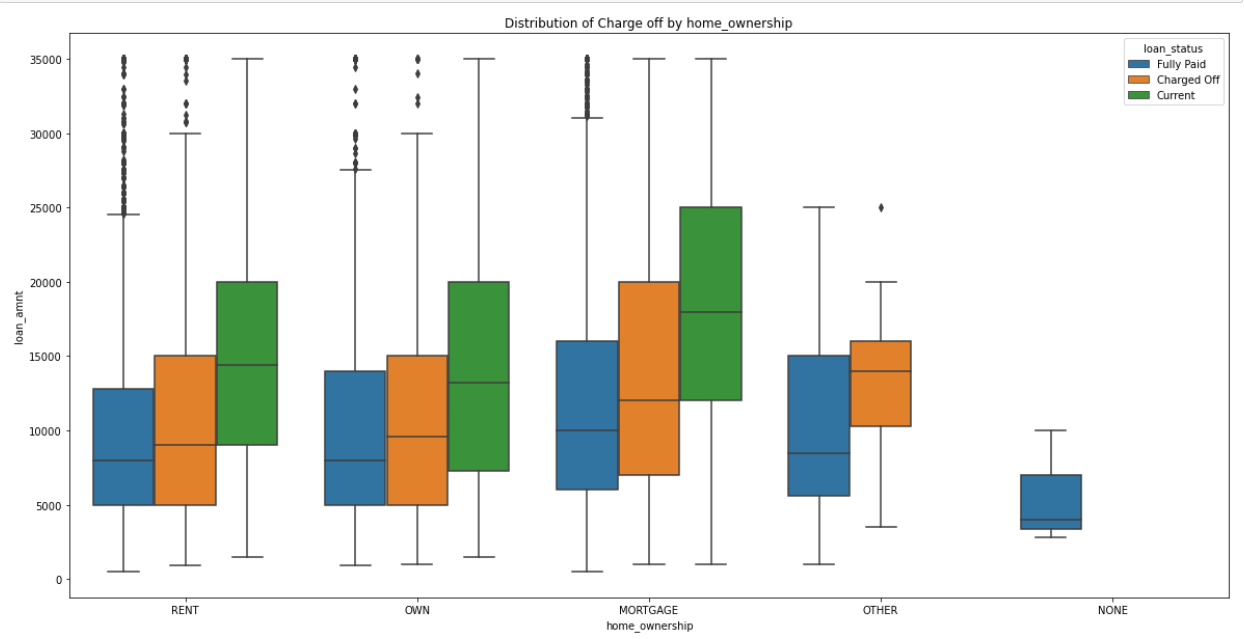 Distribution of Charge off by home_ownership
loan_status
Fully Paid
Charged Off
Current
35000
30000
25000
20000
15000
10000
5000
0
loan_amnt
RENT
OWN
MORTGAGE
OTHER
NONE
home_ownership